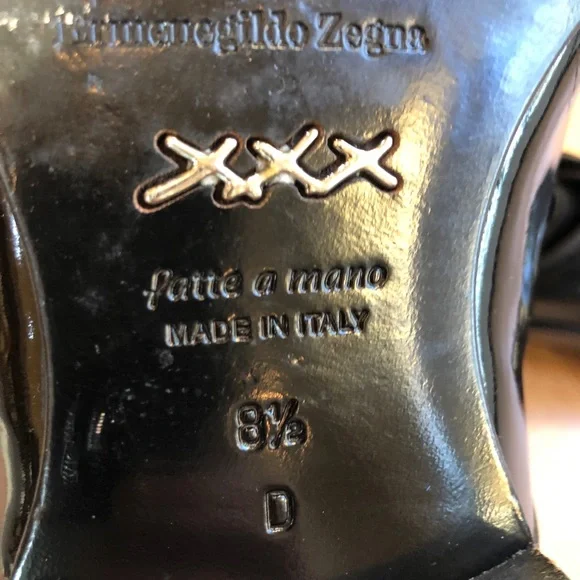 Ermenegildo Zegna
XXX
fatte a mano
MADE IN ITALY
8½
D